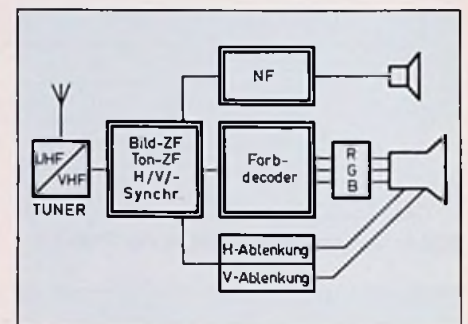 NF
UHF
VHF
TUNER
Bild-ZF
Ton-ZF
H/V/-
Synchr.
Farb-
decoder
R
G
B
H-Ablenkung
V-Ablenkung